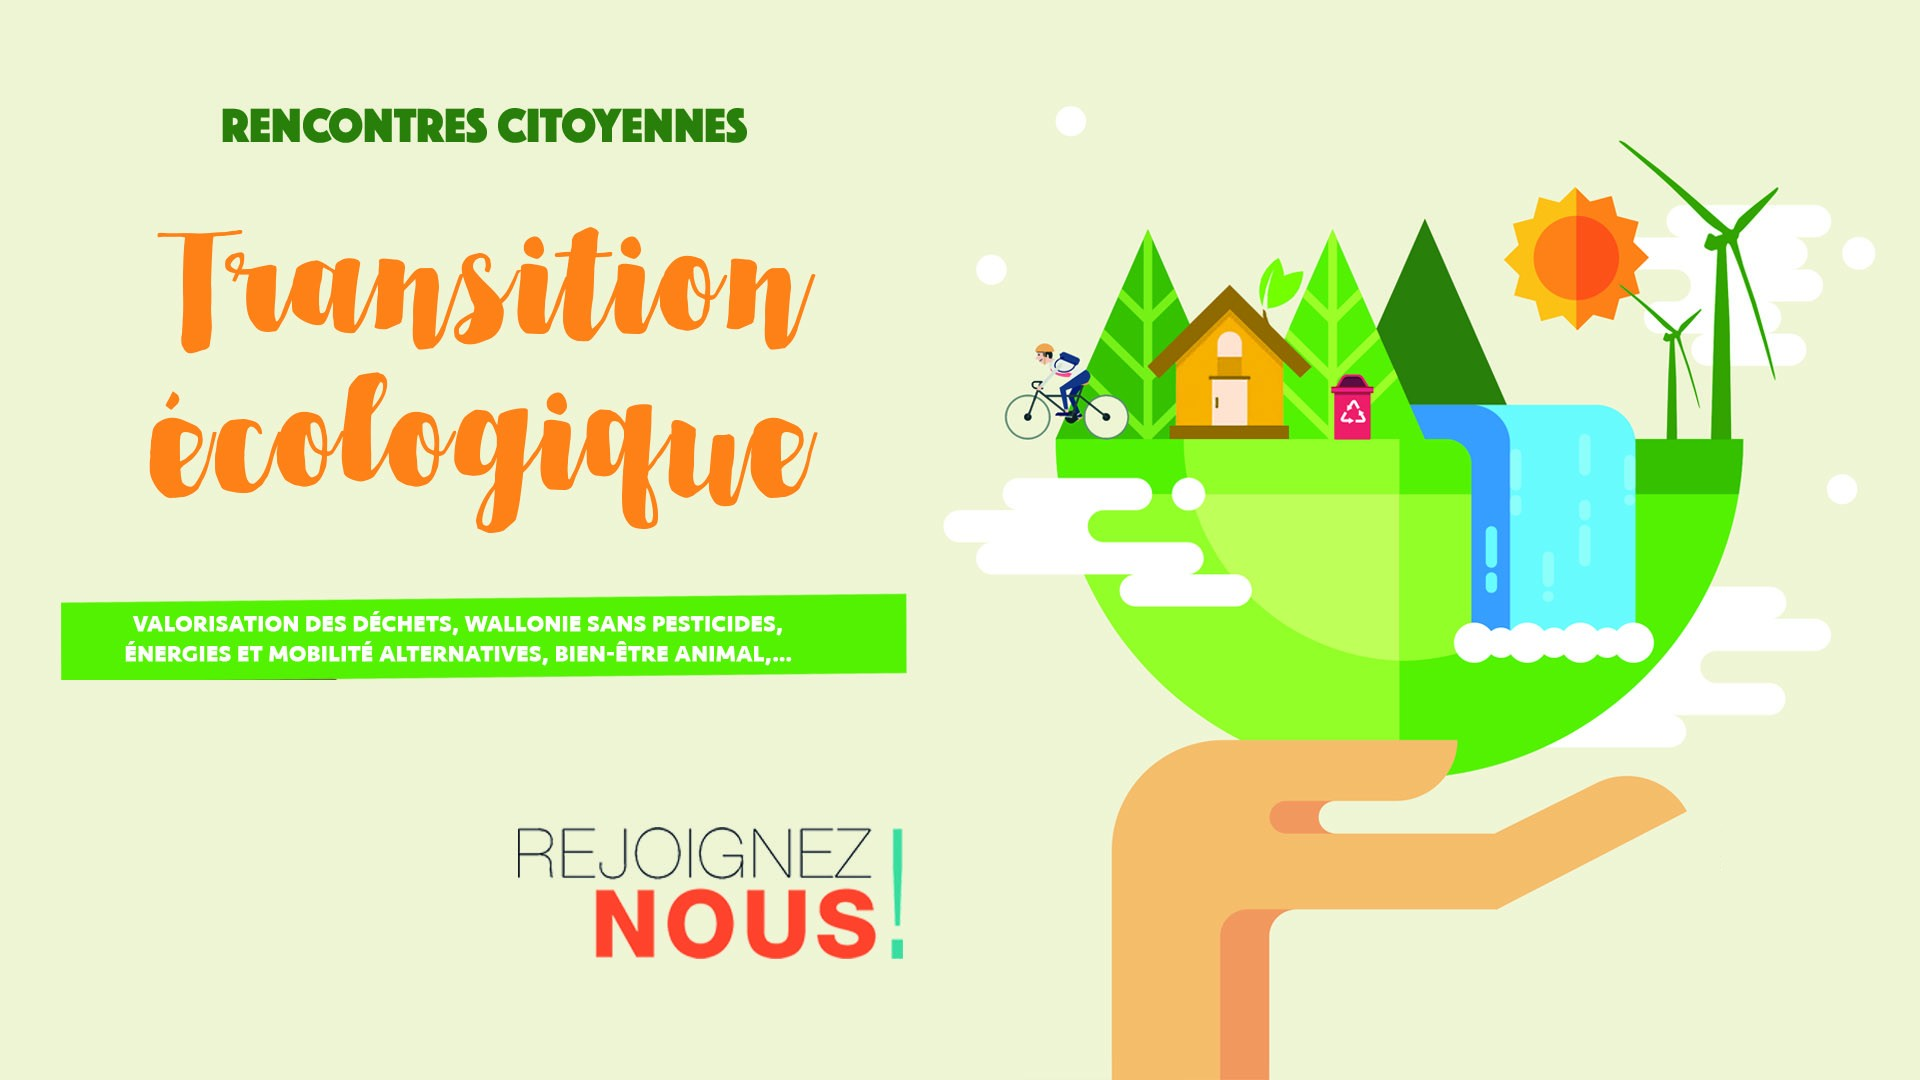 RENCONTRES CITOYENNES
Transition
écologique
VALORISATION DES DÉCHETS, WALLONIE SANS PESTICIDES,
ÉNERGIES ET MOBILITÉ ALTERNATIVES, BIEN-ÊTRE ANIMAL,...
REJOIGNEZ
NOUS!